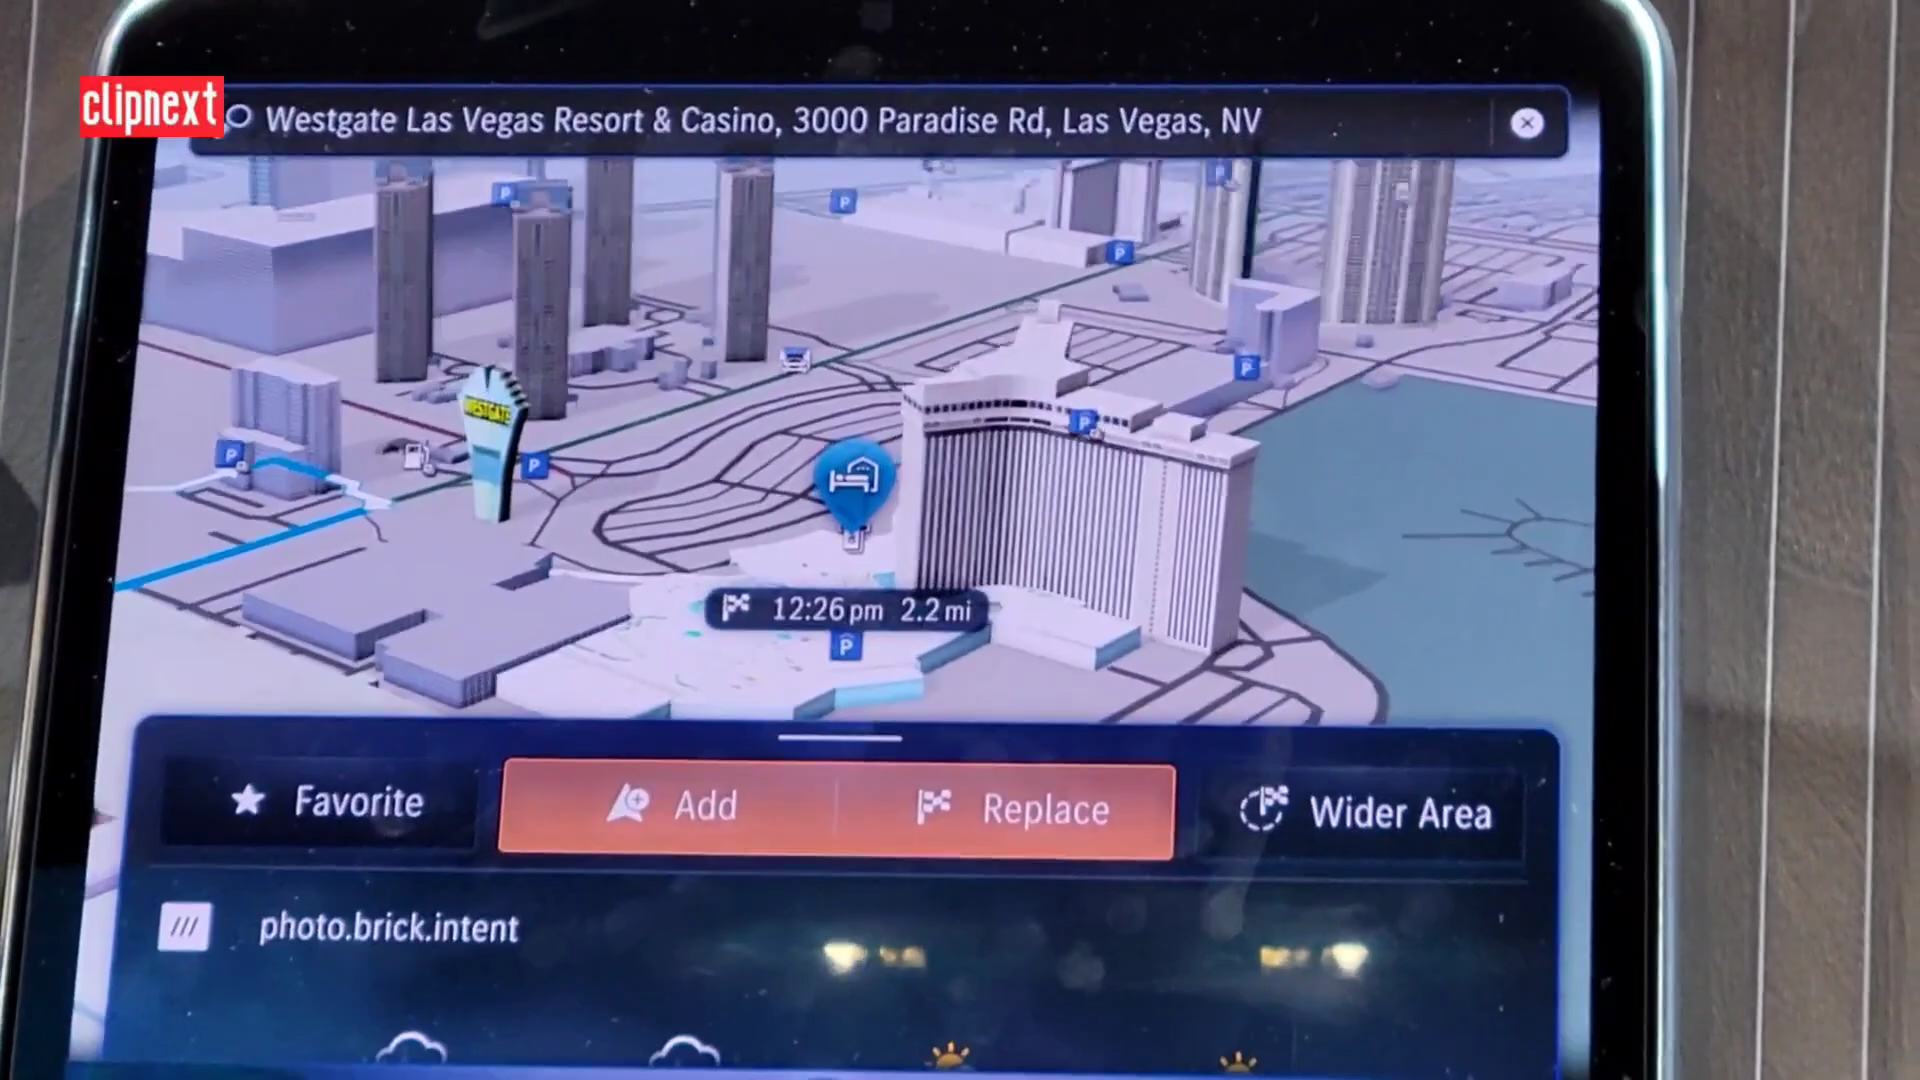 clipnext
Westgate Las Vegas Resort & Casino, 3000 Paradise Rd, Las Vegas, NV
P
P
P
P
P
P
WESTGATE
P
P
12:26 pm 2.2 mi
P
Favorite
Add
Replace
Wider Area
/// photo.brick.intent